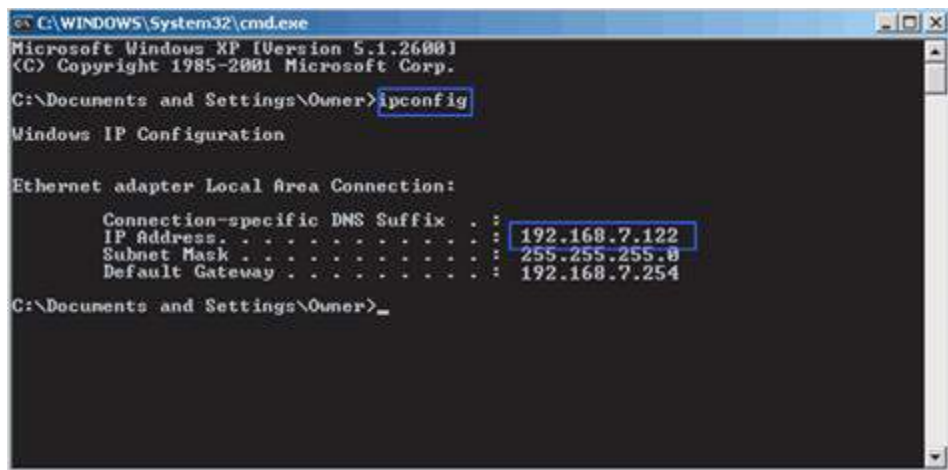 C:\WINDOWS\System32\cmd.exe
Microsoft Windows XP [Version 5.1.2600]
(C) Copyright 1985-2001 Microsoft Corp.
C:\Documents and Settings\Owner>ipconfig
Windows IP Configuration
Ethernet adapter Local Area Connection:
Connection-specific DNS Suffix . :
IP Address. . . . . . . . . . . . : 192.168.7.122
Subnet Mask . . . . . . . . . . . : 255.255.255.0
Default Gateway . . . . . . . . . : 192.168.7.254
C:\Documents and Settings\Owner>_